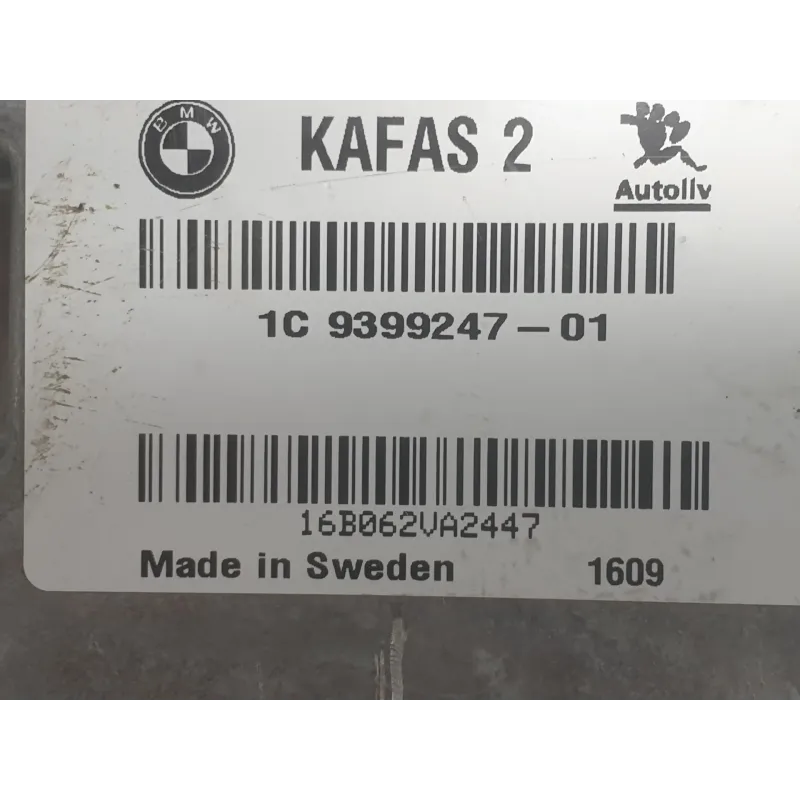 BMW
KAFAS 2
Autoliv
1C 9399247-01
16B062VA2447
Made in Sweden 1609